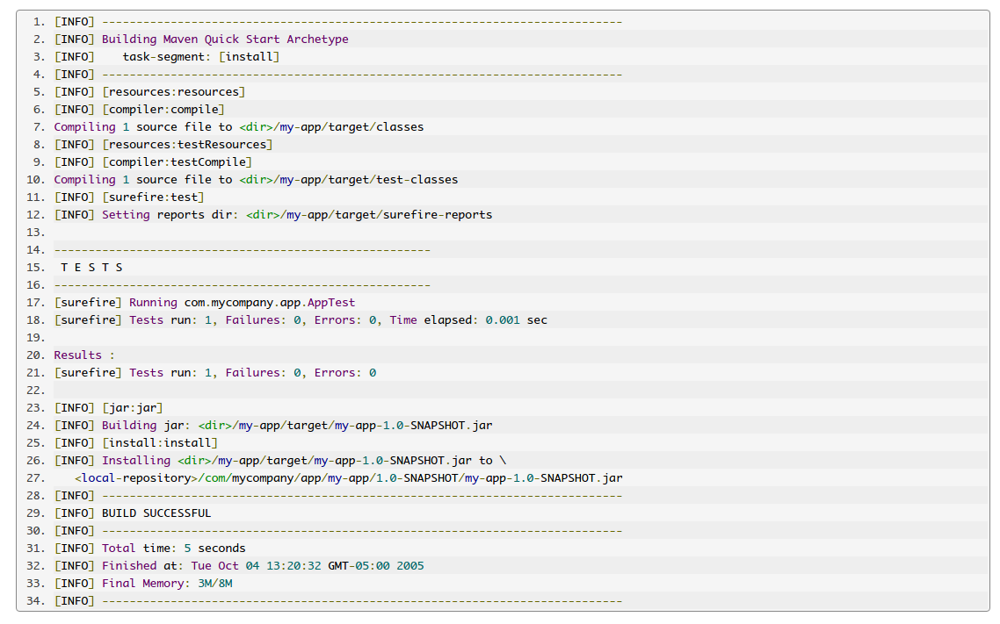 1. [INFO] ----------------------------------------------------------------------------
2. [INFO] Building Maven Quick Start Archetype
3. [INFO]    task-segment: [install]
4. [INFO] ----------------------------------------------------------------------------
5. [INFO] [resources:resources]
6. [INFO] [compiler:compile]
7. Compiling 1 source file to <dir>/my-app/target/classes
8. [INFO] [resources:testResources]
9. [INFO] [compiler:testCompile]
10. Compiling 1 source file to <dir>/my-app/target/test-classes
11. [INFO] [surefire:test]
12. [INFO] Setting reports dir: <dir>/my-app/target/surefire-reports
13.
14. -------------------------------------------------------
15.  T E S T S
16. -------------------------------------------------------
17. [surefire] Running com.mycompany.app.AppTest
18. [surefire] Tests run: 1, Failures: 0, Errors: 0, Time elapsed: 0.001 sec
19.
20. Results :
21. [surefire] Tests run: 1, Failures: 0, Errors: 0
22.
23. [INFO] [jar:jar]
24. [INFO] Building jar: <dir>/my-app/target/my-app-1.0-SNAPSHOT.jar
25. [INFO] [install:install]
26. [INFO] Installing <dir>/my-app/target/my-app-1.0-SNAPSHOT.jar to \
27.    <local-repository>/com/mycompany/app/my-app/1.0-SNAPSHOT/my-app-1.0-SNAPSHOT.jar
28. [INFO] ----------------------------------------------------------------------------
29. [INFO] BUILD SUCCESSFUL
30. [INFO] ----------------------------------------------------------------------------
31. [INFO] Total time: 5 seconds
32. [INFO] Finished at: Tue Oct 04 13:20:32 GMT-05:00 2005
33. [INFO] Final Memory: 3M/8M
34. [INFO] ----------------------------------------------------------------------------